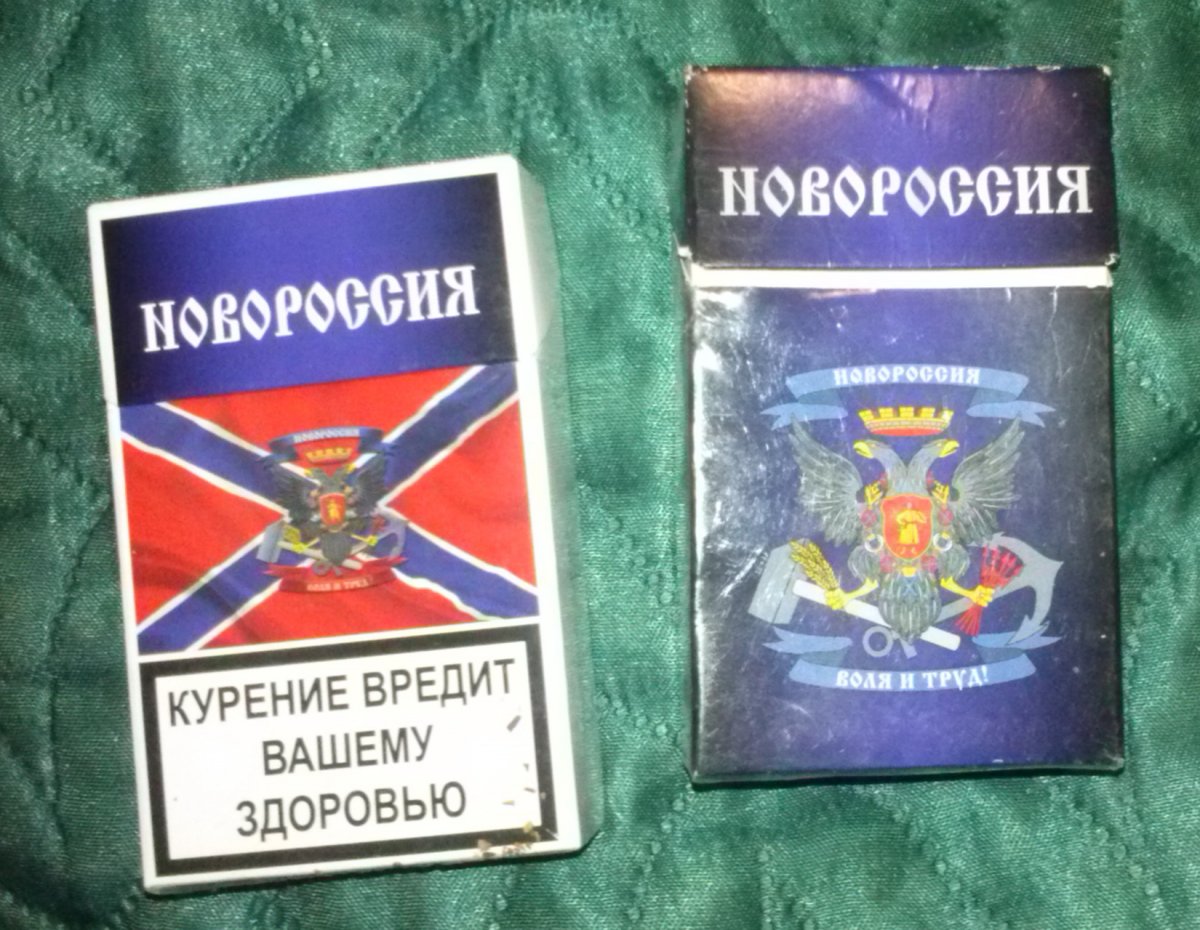 НОВОРОССИЯ
НОВОРОССИЯ
ВОЛЯ И ТРУД!
КУРЕНИЕ ВРЕДИТ
ВАШЕМУ
ЗДОРОВЬЮ
НОВОРОССИЯ
НОВОРОССИЯ
ВОЛЯ И ТРУД!